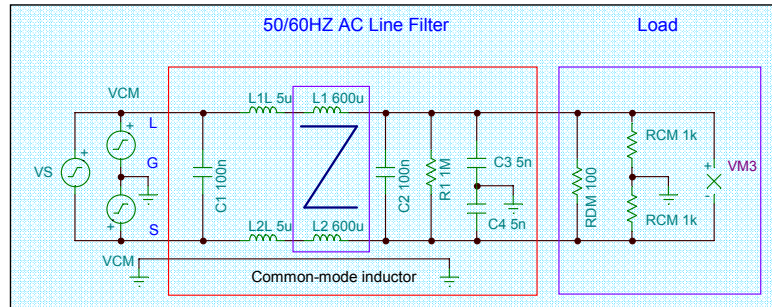 50/60HZ AC Line Filter
Load
VCM
L1L 5u
L1 600u
L
G
S
VS
+
+
+
C1 100n
C2 100n
R1 1M
C3 5n
C4 5n
RDM 100
RCM 1k
RCM 1k
+
-
VM3
L2L 5u
L2 600u
VCM
Common-mode inductor